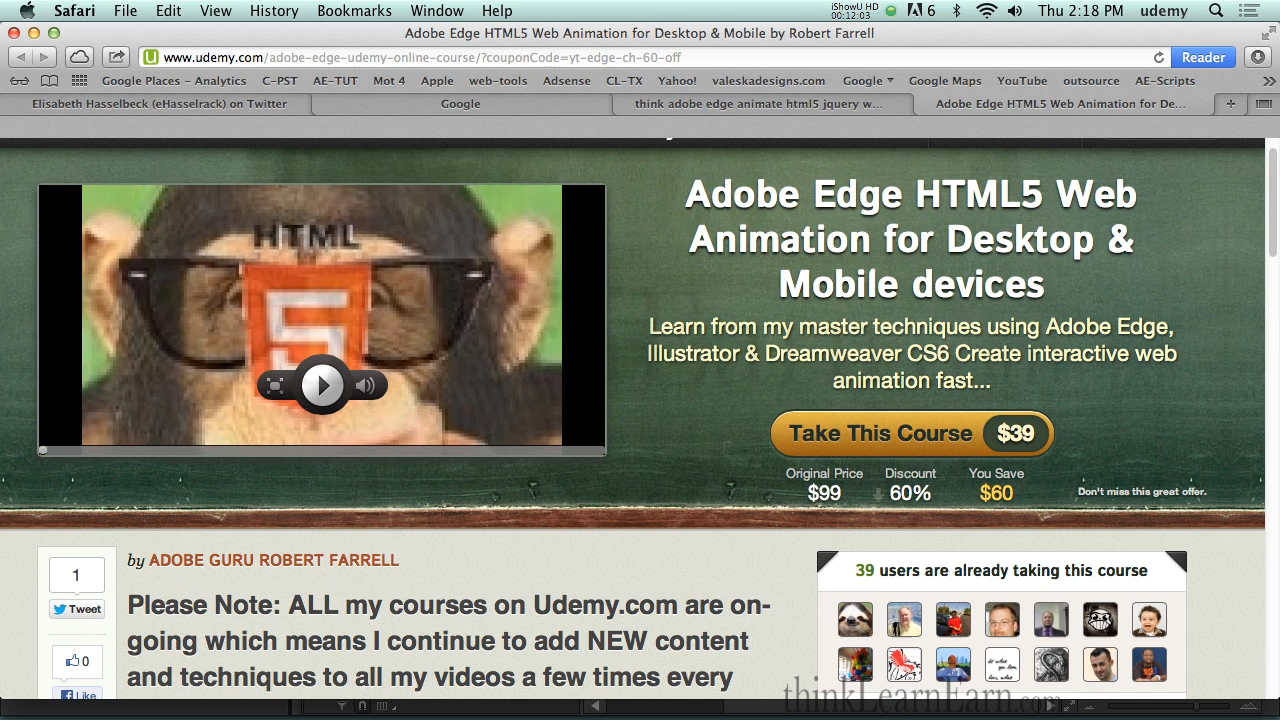 Safari File Edit View History Bookmarks Window Help iShowU HD 00:12:03 6 Thu 2:18 PM udemy
Adobe Edge HTML5 Web Animation for Desktop & Mobile by Robert Farrell
www.udemy.com/adobe-edge-udemy-online-course/?couponCode=yt-edge-ch-60-off Reader
Google Places - Analytics C-PST AE-TUT Mot 4 Apple web-tools Adsense CL-TX Yahoo! valeskadesigns.com Google Google Maps YouTube outsource AE-Scripts
Elisabeth Hasselbeck (eHasselrack) on Twitter Google think adobe edge animate html5 jquery w... Adobe Edge HTML5 Web Animation for De...
HTML
5
Adobe Edge HTML5 Web
Animation for Desktop &
Mobile devices
Learn from my master techniques using Adobe Edge,
Illustrator & Dreamweaver CS6 Create interactive web
animation fast...
Take This Course $39
Original Price Discount You Save
$99 60% $60 Don't miss this great offer.
1
Tweet
0
Like
by ADOBE GURU ROBERT FARRELL
Please Note: ALL my courses on Udemy.com are on-
going which means I continue to add NEW content
and techniques to all my videos a few times every
39 users are already taking this course
thinkLearnEarn.com